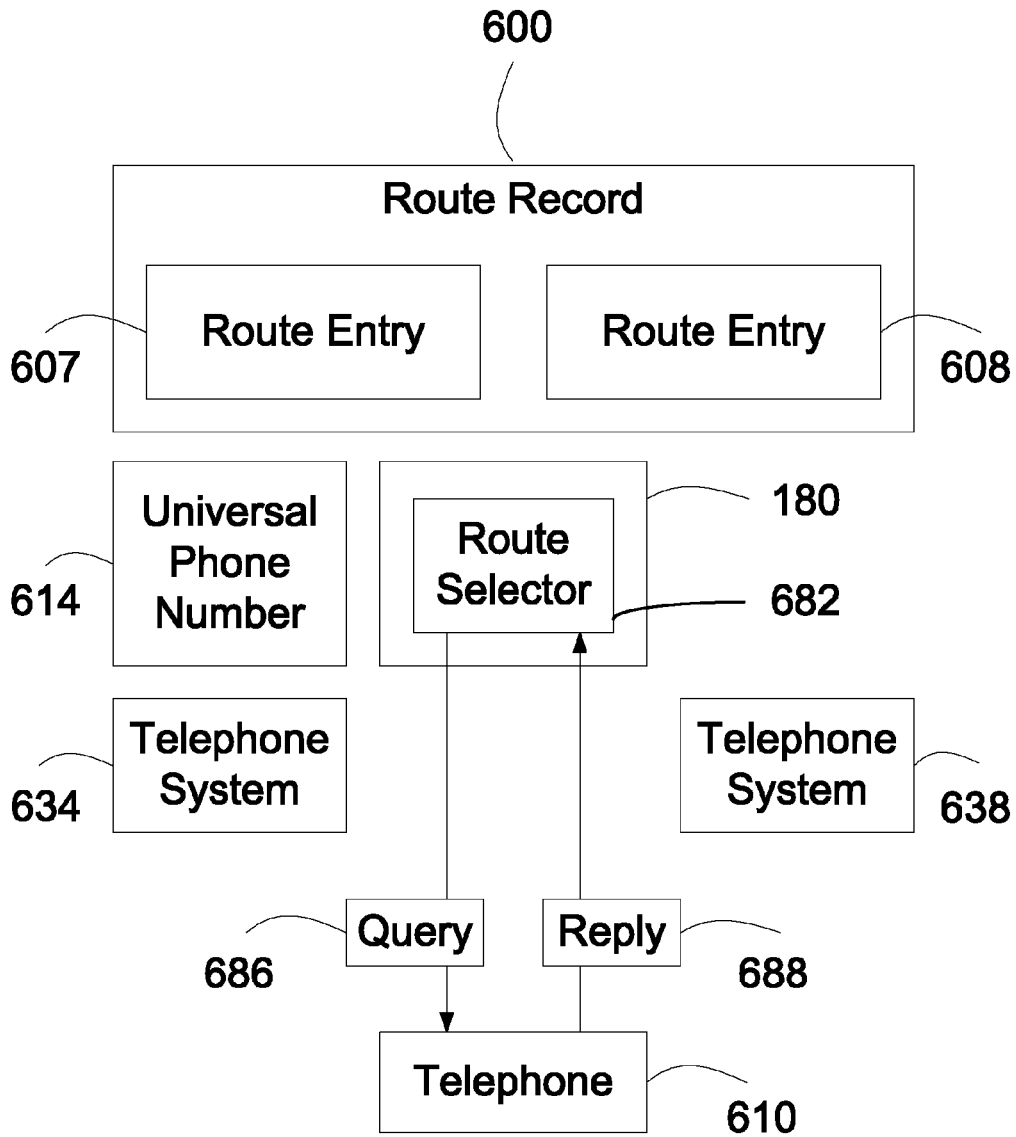 600
Route Record
Route Entry
Route Entry
607
608
Universal
Phone
Number
614
Route
Selector
180
682
Telephone
System
634
Telephone
System
638
Query
686
Reply
688
Telephone
610